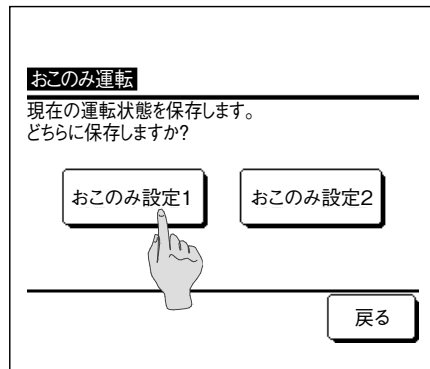 おこのみ運転
現在の運転状態を保存します。
どちらに保存しますか?
おこのみ設定1
おこのみ設定2
戻る